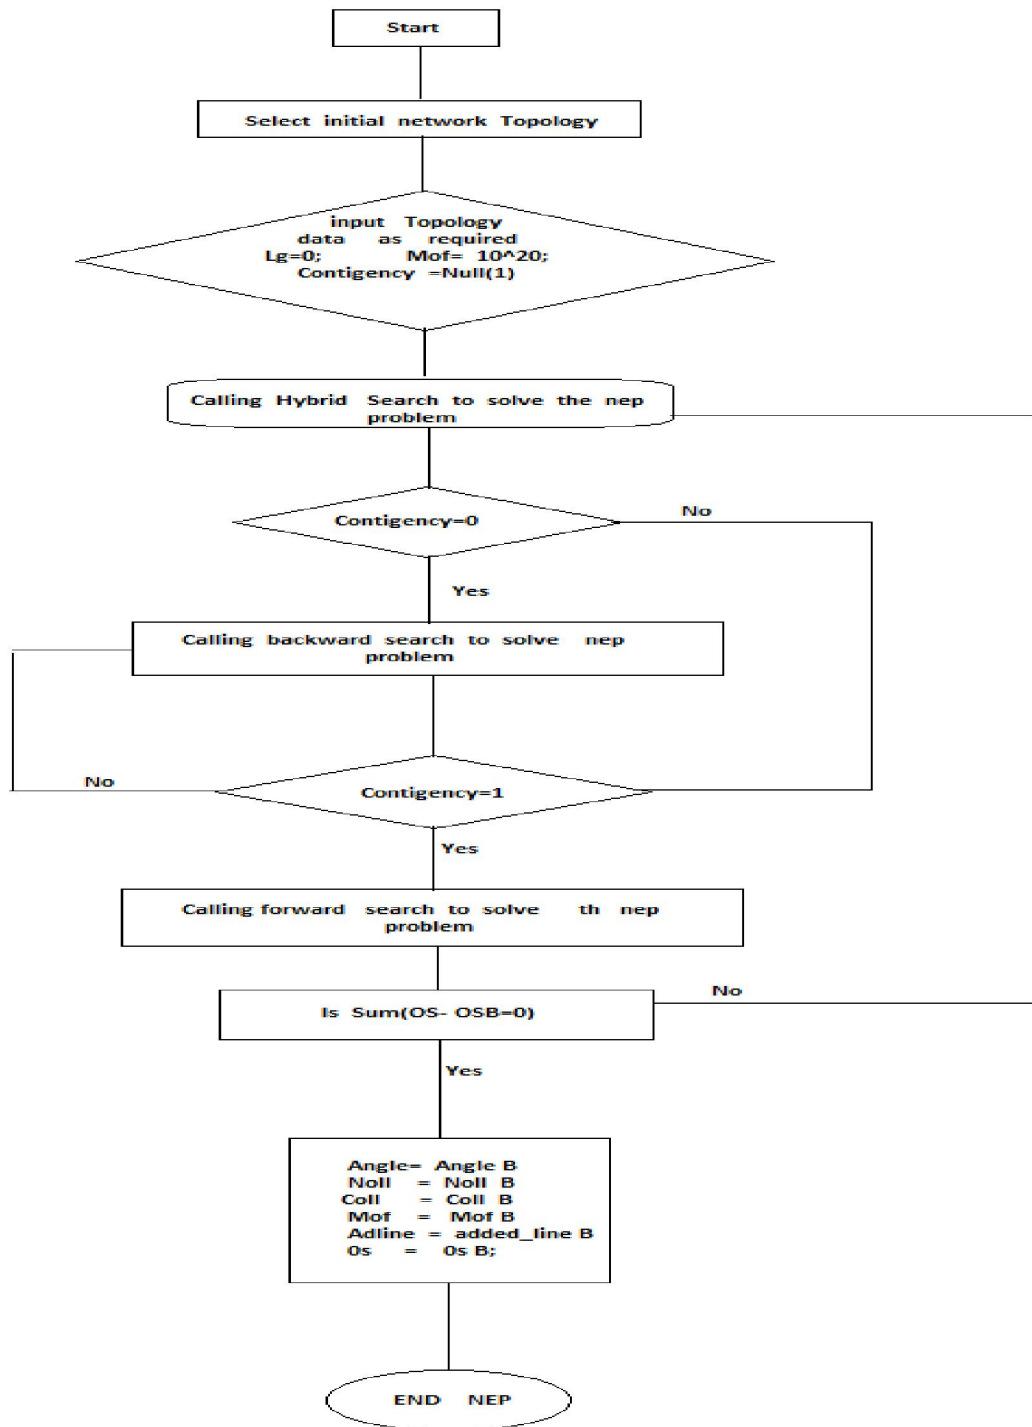 Start
Select initial network Topology
input Topology
data as required
Lg=0; Mof= 10^20;
Contigency =Null(1)
Calling Hybrid Search to solve the nep
problem
Contigency=0
No
Yes
Calling backward search to solve nep
problem
No
Contigency=1
Yes
Calling forward search to solve th nep
problem
Is Sum(OS- OSB=0)
No
Yes
Angle= Angle B
Noll = Noll B
Coll = Coll B
Mof = Mof B
Adline = added_line B
0s = 0s B;
END NEP